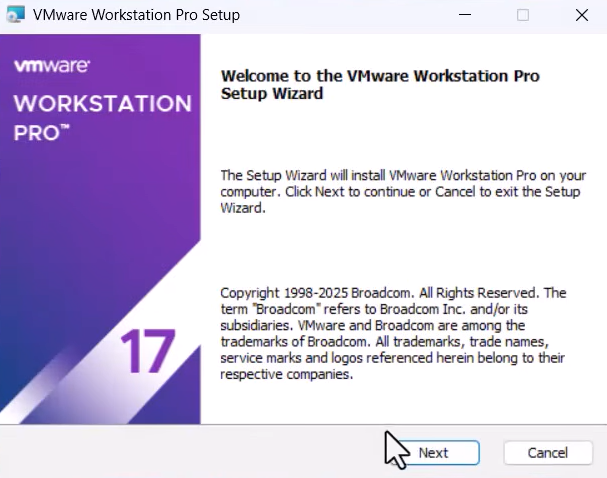 VMware Workstation Pro Setup
vmware®
WORKSTATION
PRO™
17
Welcome to the VMware Workstation Pro
Setup Wizard
The Setup Wizard will install VMware Workstation Pro on your
computer. Click Next to continue or Cancel to exit the Setup
Wizard.
Copyright 1998-2025 Broadcom. All Rights Reserved. The
term "Broadcom" refers to Broadcom Inc. and/or its
subsidiaries. VMware and Broadcom are among the
trademarks of Broadcom. All trademarks, trade names,
service marks and logos referenced herein belong to their
respective companies.
Next
Cancel